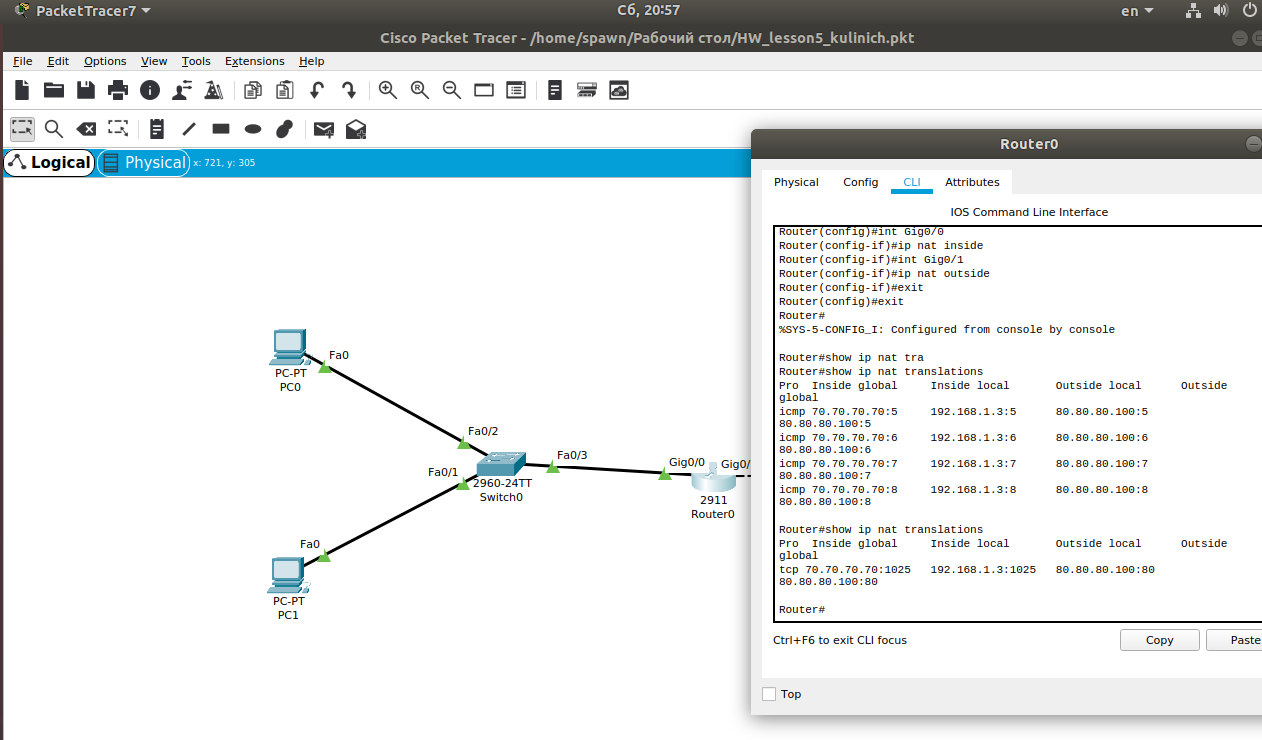 PacketTracer7
Сб, 20:57
en
Cisco Packet Tracer - /home/spawn/Рабочий стол/HW_lesson5_kulinich.pkt
File Edit Options View Tools Extensions Help
Logical Physical x: 721, y: 305
Fa0
PC-PT
PC0
Fa0/2
Fa0/1
Fa0/3
2960-24TT
Switch0
Gig0/0
Gig0/
2911
Router0
Fa0
PC-PT
PC1
Router0
Physical Config CLI Attributes
IOS Command Line Interface
Router(config)#int Gig0/0
Router(config-if)#ip nat inside
Router(config-if)#int Gig0/1
Router(config-if)#ip nat outside
Router(config-if)#exit
Router(config)#exit
Router#
%SYS-5-CONFIG_I: Configured from console by console
Router#show ip nat tra
Router#show ip nat translations
Pro Inside global Inside local Outside local Outside
global
icmp 70.70.70.70:5 192.168.1.3:5 80.80.80.100:5
80.80.80.100:5
icmp 70.70.70.70:6 192.168.1.3:6 80.80.80.100:6
80.80.80.100:6
icmp 70.70.70.70:7 192.168.1.3:7 80.80.80.100:7
80.80.80.100:7
icmp 70.70.70.70:8 192.168.1.3:8 80.80.80.100:8
80.80.80.100:8
Router#show ip nat translations
Pro Inside global Inside local Outside local Outside
global
tcp 70.70.70.70:1025 192.168.1.3:1025 80.80.80.100:80
80.80.80.100:80
Router#
Ctrl+F6 to exit CLI focus
Copy
Paste
Top